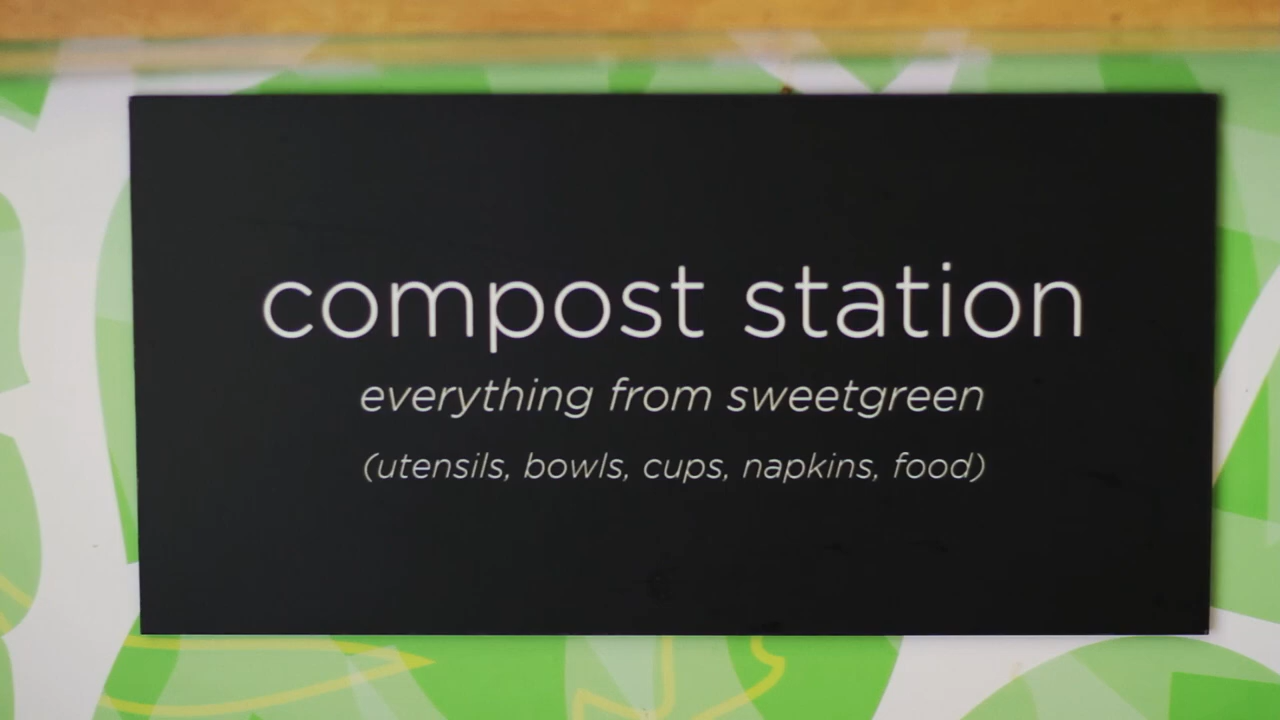 compost station
everything from sweetgreen
(utensils, bowls, cups, napkins, food)